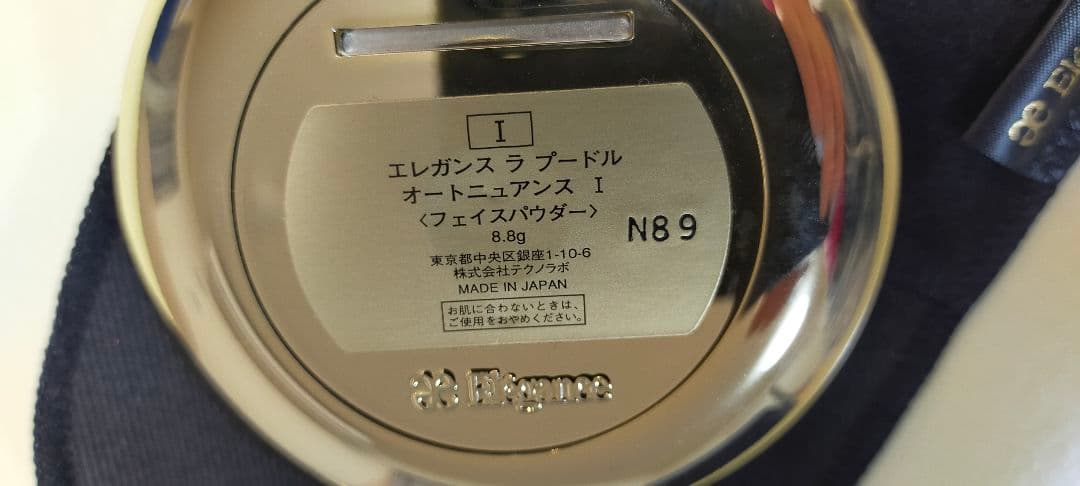 I
エレガンス ラ プードル
オートニュアンス I
〈フェイスパウダー〉
8.8g
N89
東京都中央区銀座1-10-6
株式会社テクノラボ
MADE IN JAPAN
お肌に合わないときは、
ご使用をおやめください。
Elégance